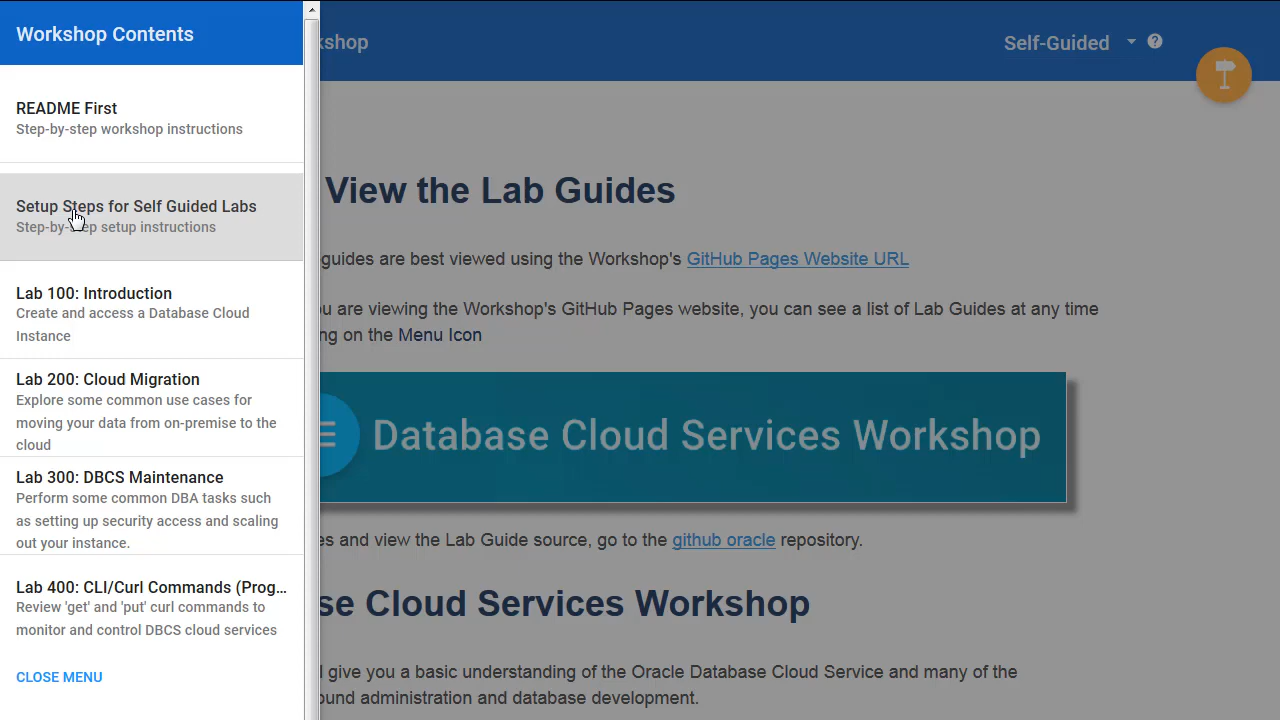 Workshop Contents
kshop
Self-Guided
README First
Step-by-step workshop instructions
Setup Steps for Self Guided Labs
Step-by-step setup instructions
Lab 100: Introduction
Create and access a Database Cloud
Instance
Lab 200: Cloud Migration
Explore some common use cases for
moving your data from on-premise to the
cloud
Lab 300: DBCS Maintenance
Perform some common DBA tasks such
as setting up security access and scaling
out your instance.
Lab 400: CLI/Curl Commands (Prog...
Review 'get' and 'put' curl commands to
monitor and control DBCS cloud services
CLOSE MENU
View the Lab Guides
guides are best viewed using the Workshop's GitHub Pages Website URL
u are viewing the Workshop's GitHub Pages website, you can see a list of Lab Guides at any time
ng on the Menu Icon
Database Cloud Services Workshop
es and view the Lab Guide source, go to the github oracle repository.
se Cloud Services Workshop
l give you a basic understanding of the Oracle Database Cloud Service and many of the
ound administration and database development.